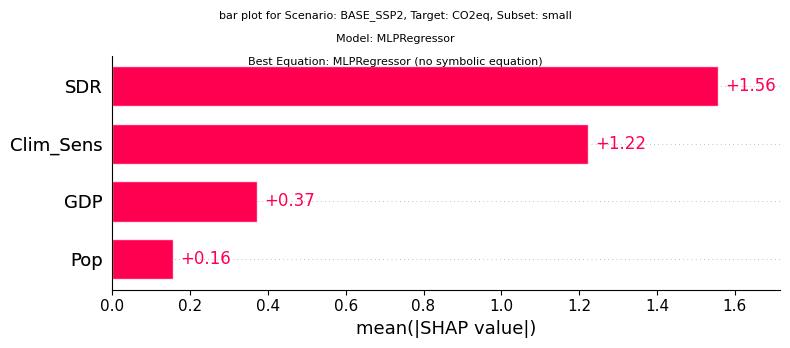 bar plot for Scenario: BASE_SSP2, Target: CO2eq, Subset: small
Model: MLPRegressor
Best Equation: MLPRegressor (no symbolic equation)
SDR +1.56
Clim_Sens +1.22
GDP +0.37
Pop +0.16
0.0 0.2 0.4 0.6 0.8 1.0 1.2 1.4 1.6
mean(|SHAP value|)